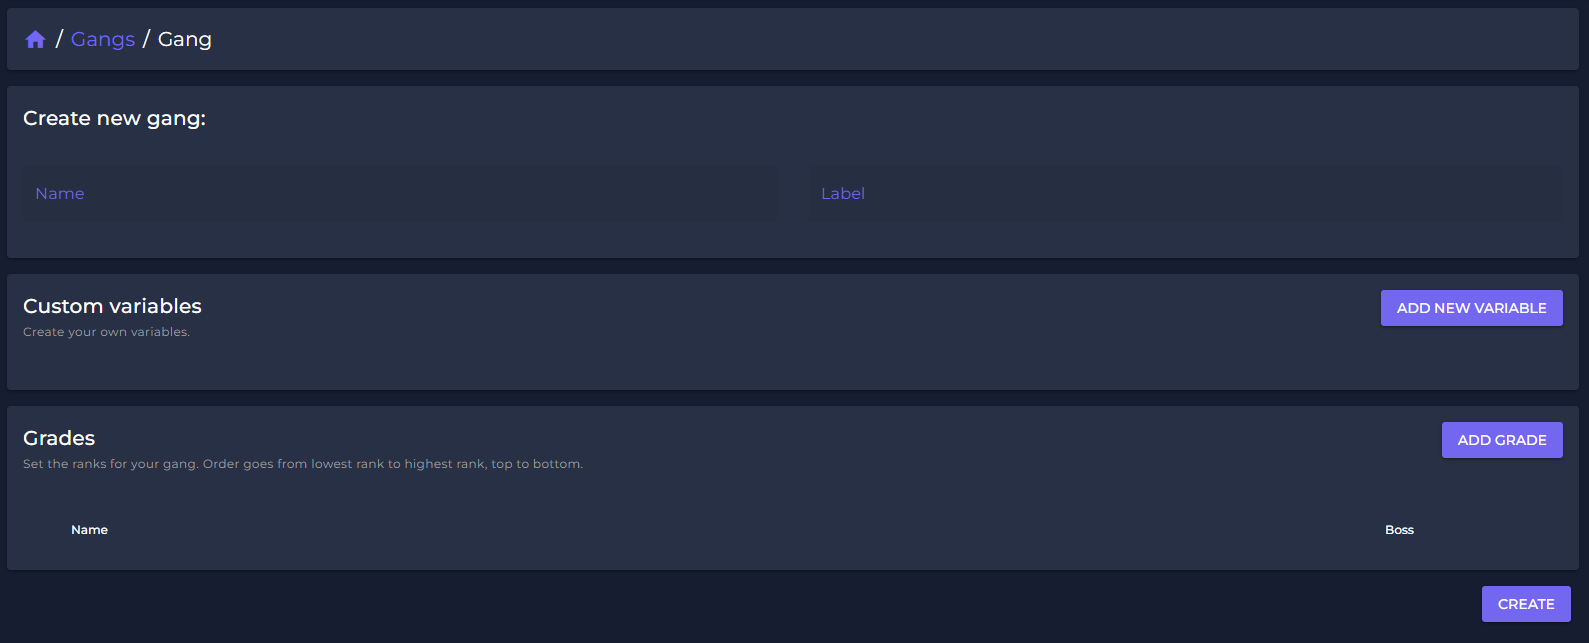 / Gangs / Gang
Create new gang:
Name Label
Custom variables
ADD NEW VARIABLE
Create your own variables.
Grades
ADD GRADE
Set the ranks for your gang. Order goes from lowest rank to highest rank, top to bottom.
Name Boss
CREATE